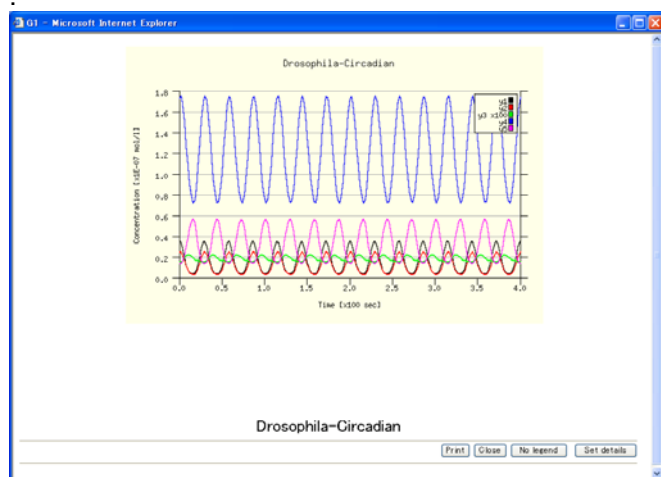 G1 - Microsoft Internet Explorer
Drosophila-Circadian
1.8
1.6
1.4
1.2
1.0
0.8
0.6
0.4
0.2
0.0
Concentration [x1E-07 mol/l]
y3 x100
0.0 0.5 1.0 1.5 2.0 2.5 3.0 3.5 4.0
Time [x100 sec]
Drosophila-Circadian
Print Close No legend Set details